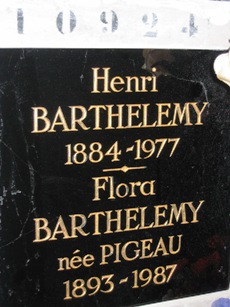 10924
Henri
BARTHELEMY
1884-1977
Flora
BARTHELEMY
née PIGEAU
1893-1987